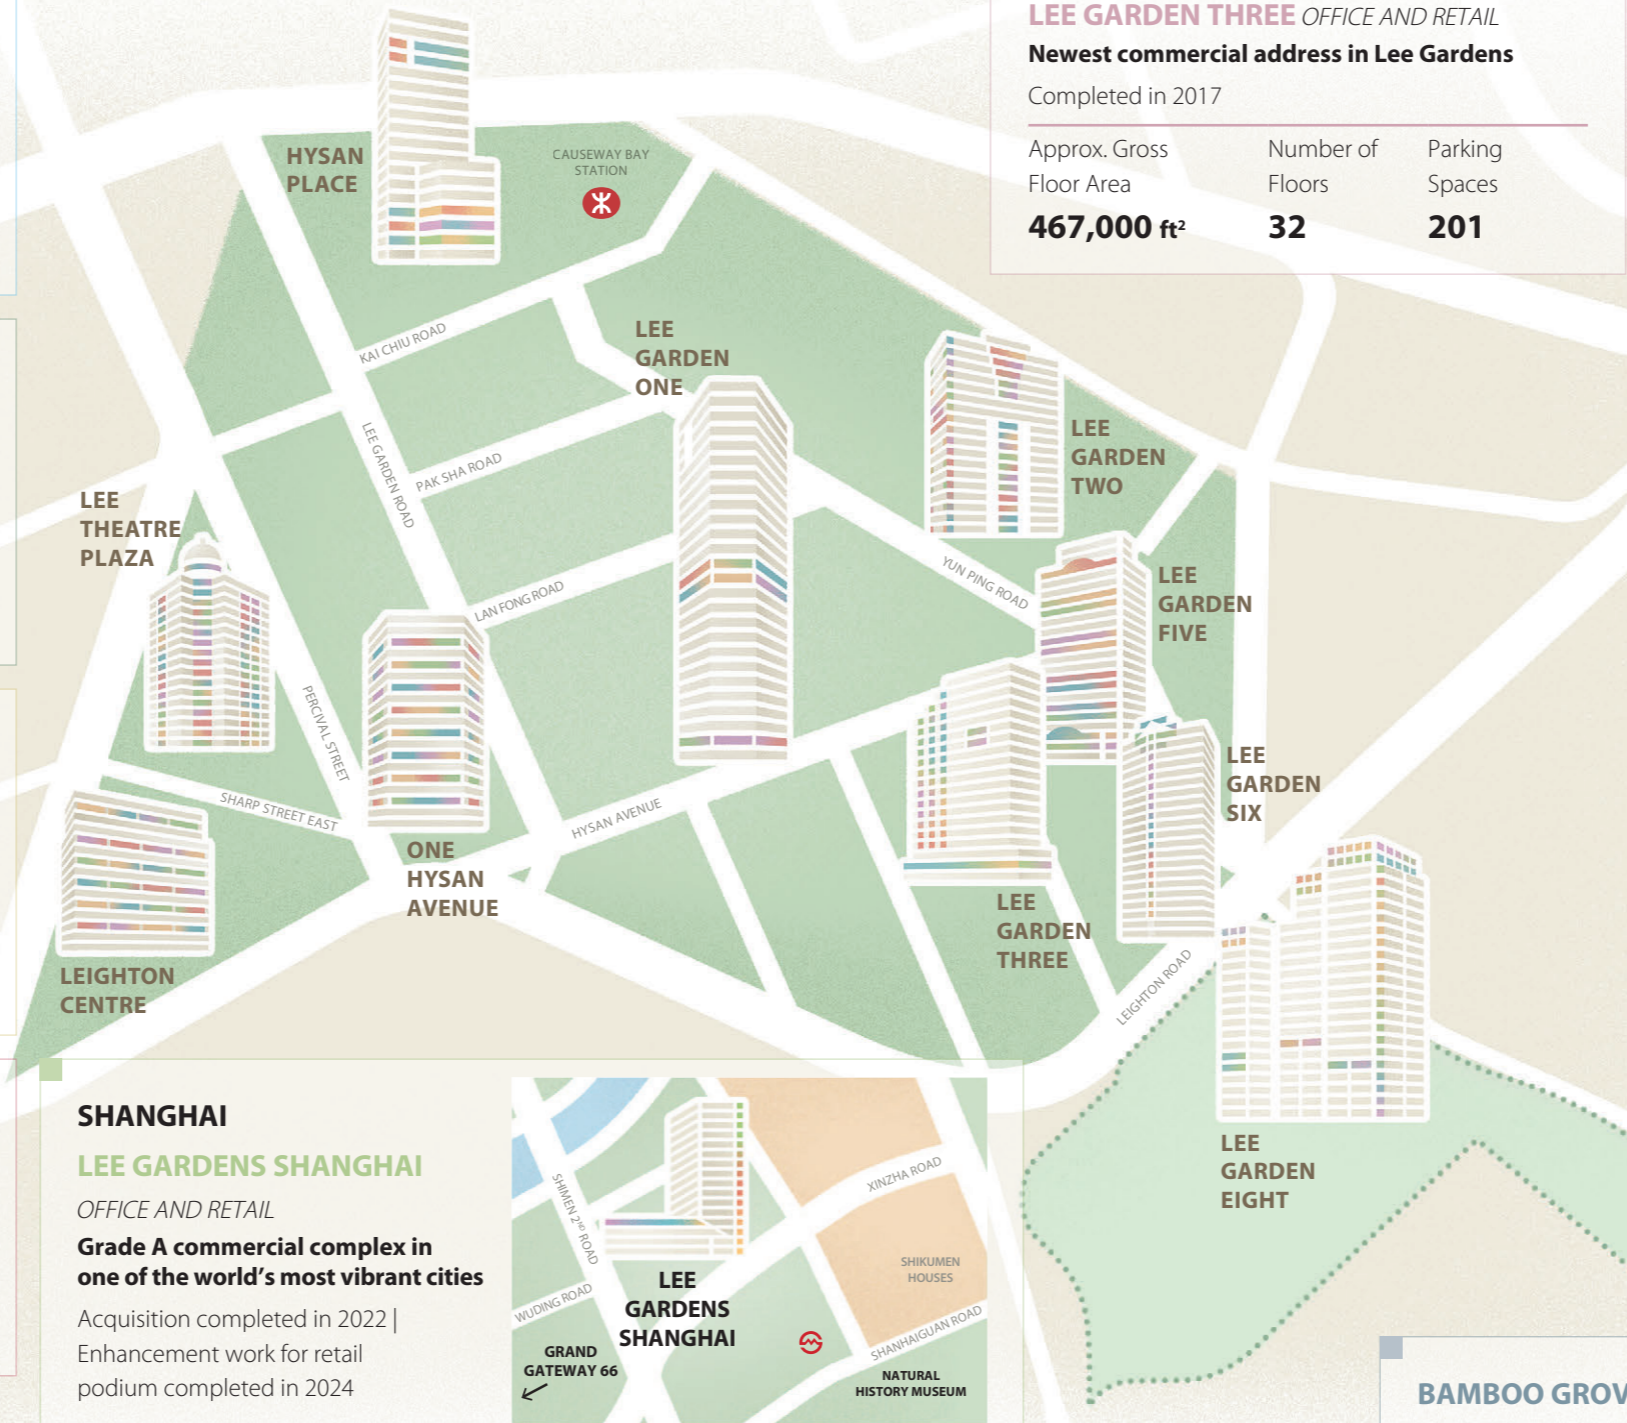 LEE GARDEN THREE OFFICE AND RETAIL
Newest commercial address in Lee Gardens
Completed in 2017
Approx. Gross
Floor Area
467,000 ft²
Number of
Floors
32
Parking
Spaces
201
HYSAN
PLACE
CAUSEWAY BAY
STATION
KAI CHIU ROAD
LEE
GARDEN
ONE
LEE
GARDEN
TWO
LEE GARDEN ROAD
PAK SHA ROAD
LEE
THEATRE
PLAZA
LAN FONG ROAD
YUN PING ROAD
LEE
GARDEN
FIVE
PERCIVAL STREET
SHARP STREET EAST
HYSAN AVENUE
LEE
GARDEN
SIX
ONE
HYSAN
AVENUE
LEE
GARDEN
THREE
LEIGHTON
CENTRE
LEIGHTON ROAD
LEE
GARDEN
EIGHT
SHANGHAI
LEE GARDENS SHANGHAI
OFFICE AND RETAIL
Grade A commercial complex in
one of the world's most vibrant cities
Acquisition completed in 2022 |
Enhancement work for retail
podium completed in 2024
SHIMEN 2ND ROAD
XINZHA ROAD
SHIKUMEN
HOUSES
WUDING ROAD
LEE
GARDENS
SHANGHAI
SHANHAIGUAN ROAD
GRAND
GATEWAY 66
NATURAL
HISTORY MUSEUM
BAMBOO GROV